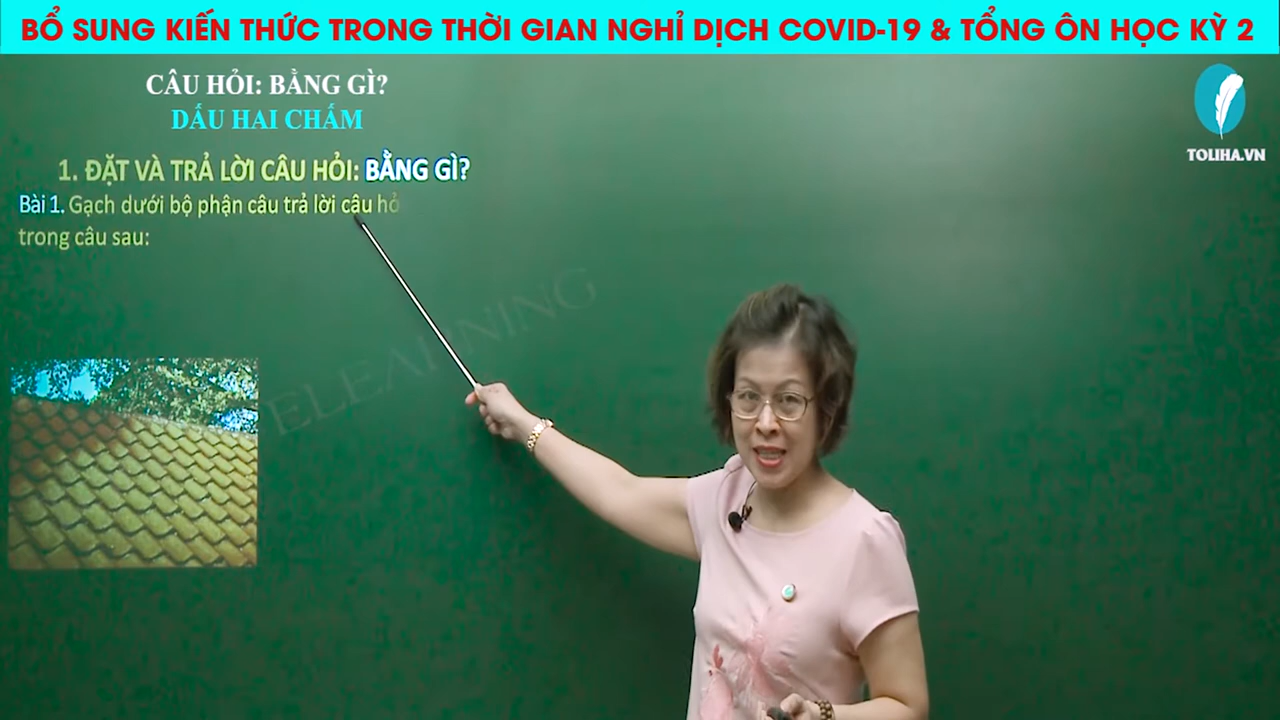 BỔ SUNG KIẾN THỨC TRONG THỜI GIAN NGHỈ DỊCH COVID-19 & TỔNG ÔN HỌC KỲ 2
CÂU HỎI: BẰNG GÌ?
DẤU HAI CHẤM
TOLIHA.VN
1. ĐẶT VÀ TRẢ LỜI CÂU HỎI: BẰNG GÌ?
Bài 1. Gạch dưới bộ phận câu trả lời câu hỏ
trong câu sau:
ELEARNING